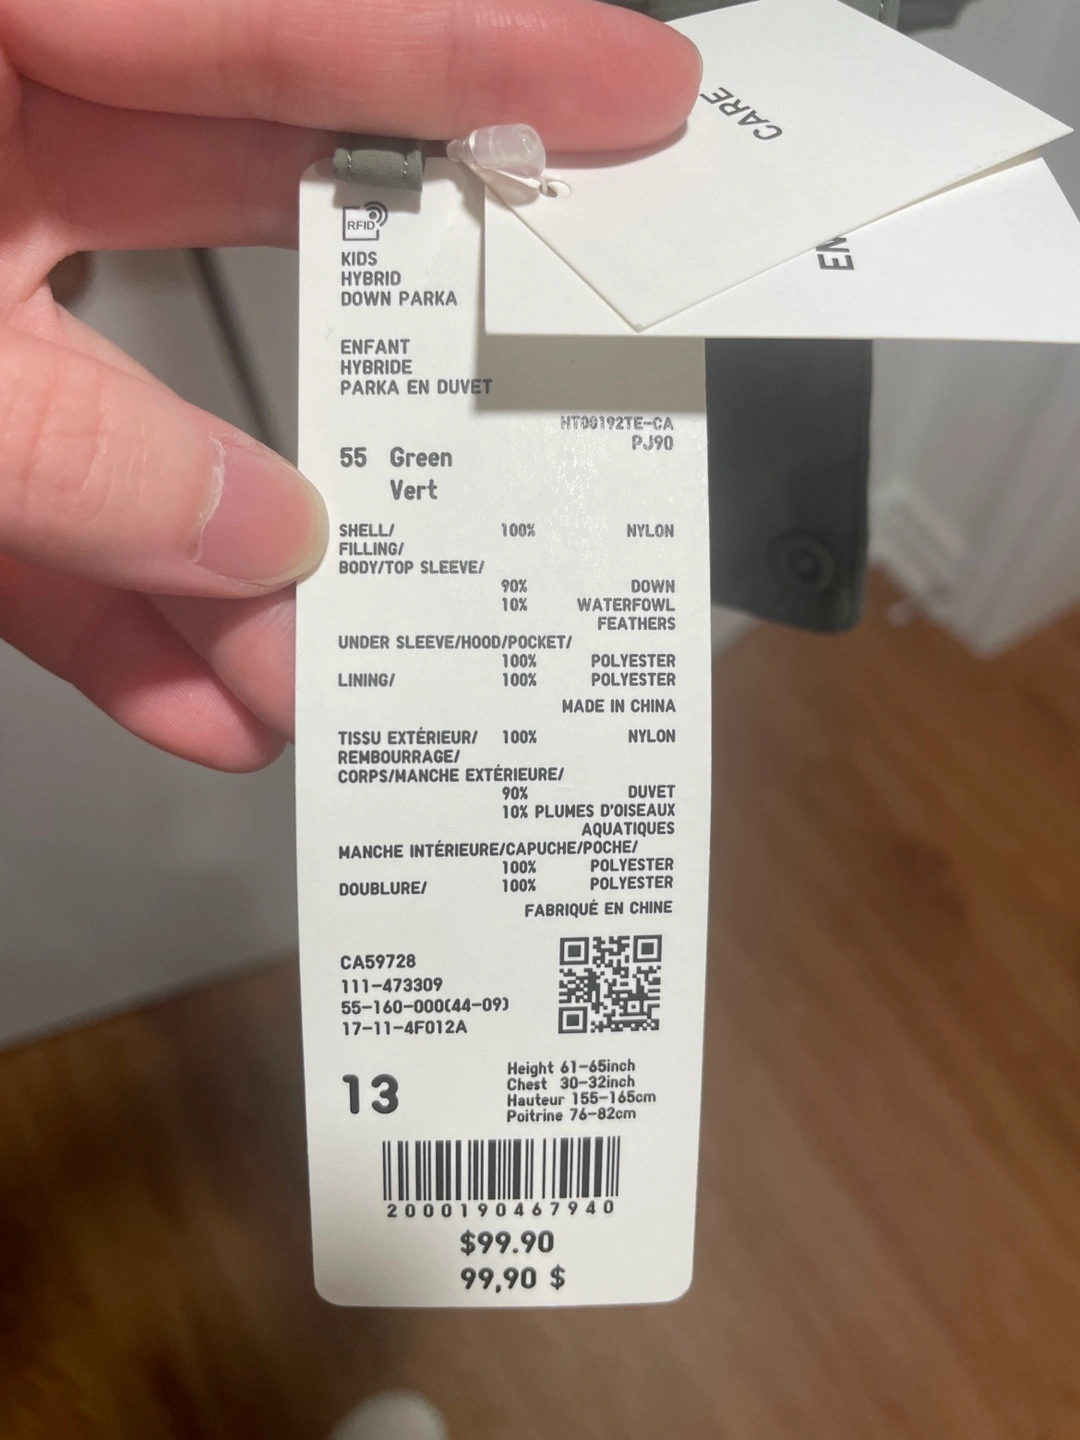 CARE
EN
RFID
KIDS
HYBRID
DOWN PARKA
ENFANT
HYBRIDE
PARKA EN DUVET
HT00192TE-CA
PJ90
55 Green
Vert
SHELL/ 100% NYLON
FILLING/
BODY/TOP SLEEVE/
90% DOWN
10% WATERFOWL
FEATHERS
UNDER SLEEVE/HOOD/POCKET/
100% POLYESTER
LINING/ 100% POLYESTER
MADE IN CHINA
TISSU EXTÉRIEUR/ 100% NYLON
REMBOURRAGE/
CORPS/MANCHE EXTÉRIEURE/
90% DUVET
10% PLUMES D'OISEAUX
AQUATIQUES
MANCHE INTÉRIEURE/CAPUCHE/POCHE/
100% POLYESTER
DOUBLURE/ 100% POLYESTER
FABRIQUÉ EN CHINE
CA59728
111-473309
55-160-000(44-09)
17-11-4F012A
13
Height 61-65inch
Chest 30-32inch
Hauteur 155-165cm
Poitrine 76-82cm
2000190467940
$99.90
99,90 $